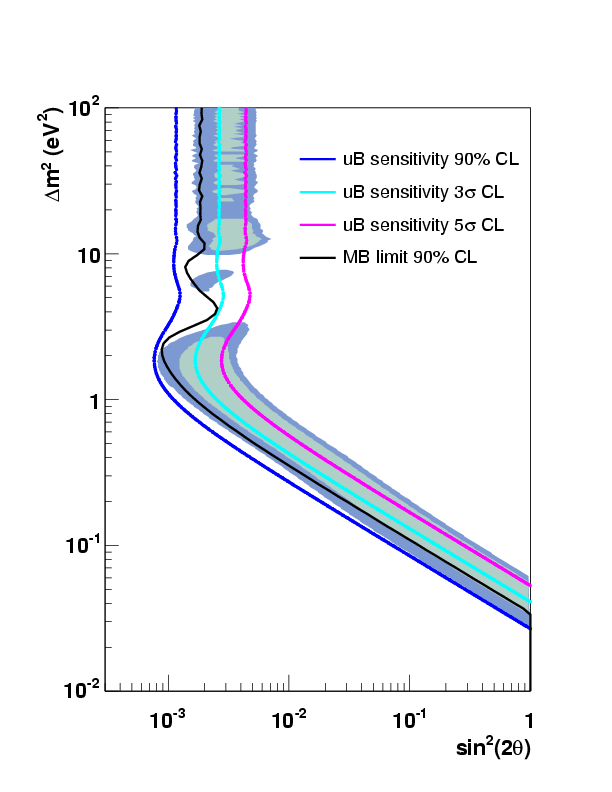 Δm² (eV²)
10²
10
1
10⁻¹
10⁻²
uB sensitivity 90% CL
uB sensitivity 3σ CL
uB sensitivity 5σ CL
MB limit 90% CL
10⁻³ 10⁻² 10⁻¹ 1
sin²(2θ)